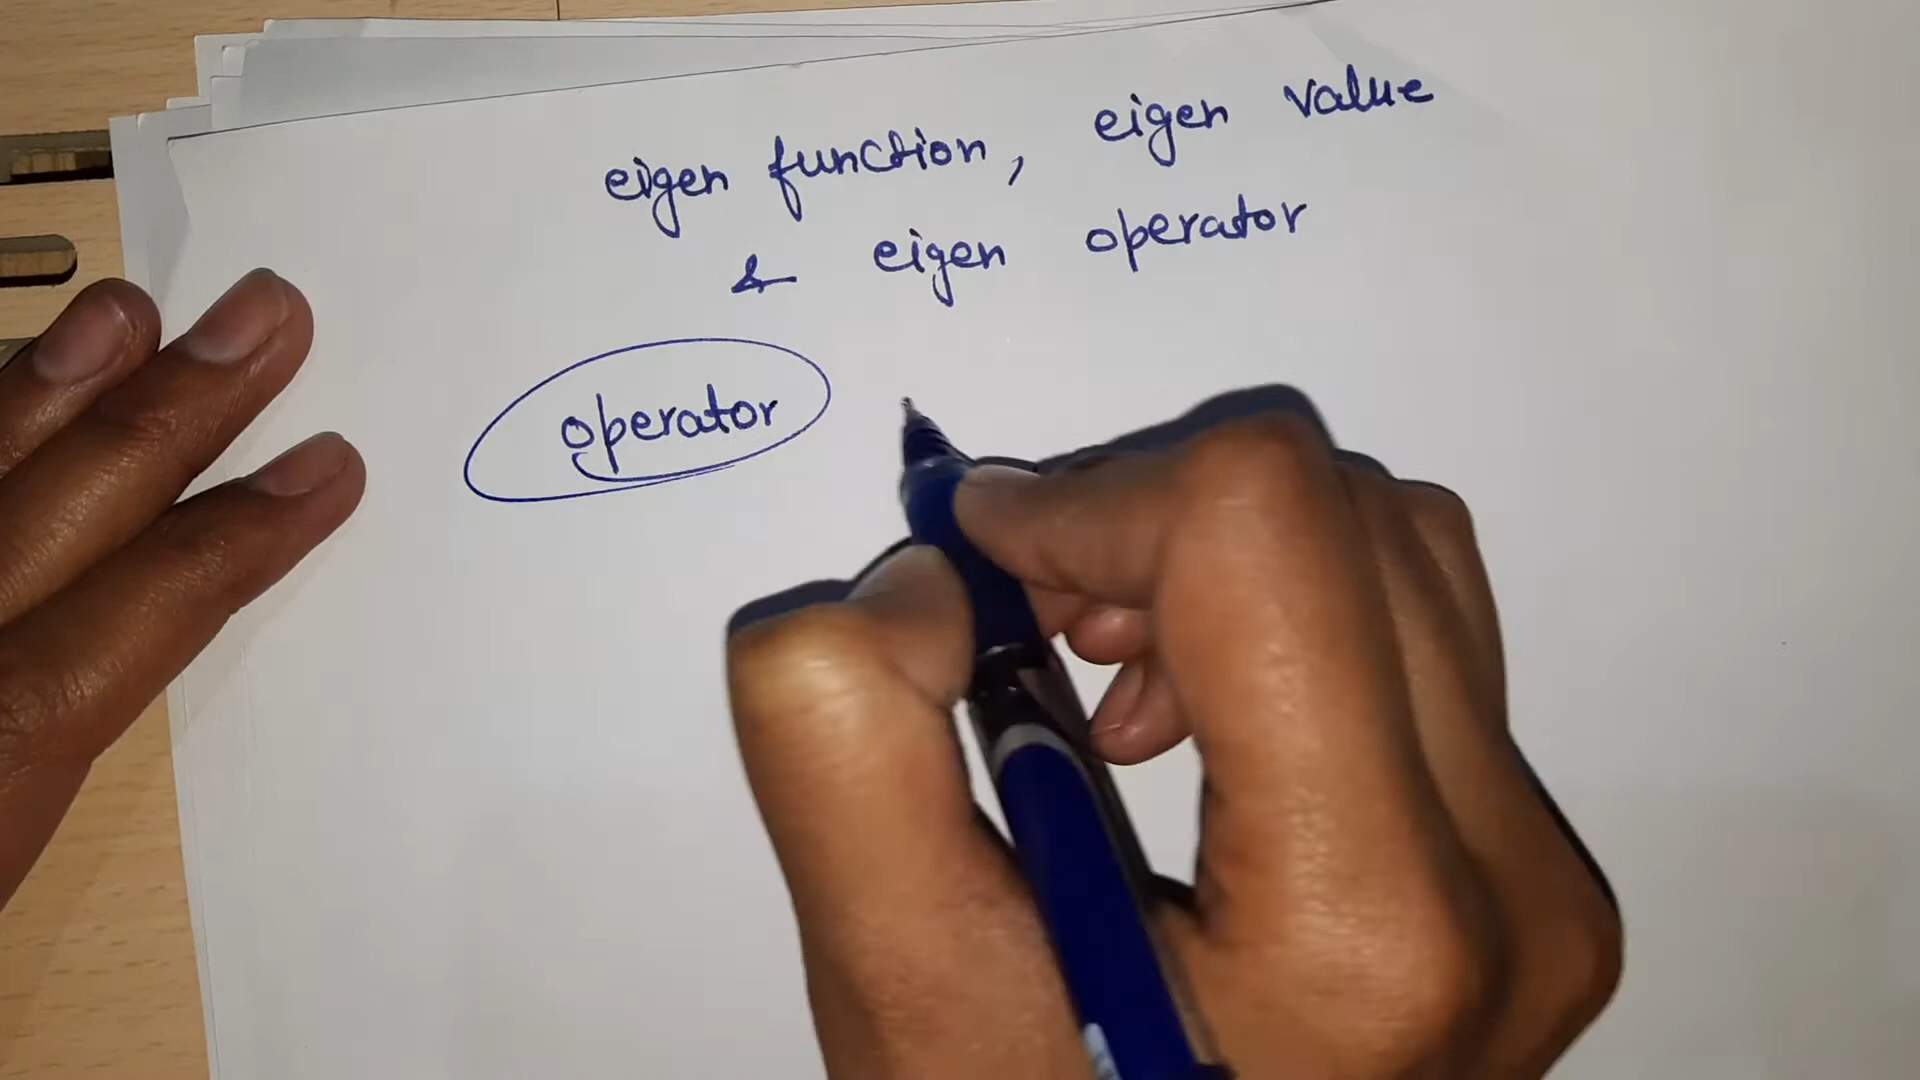 eigen function, eigen value
& eigen operator
operator